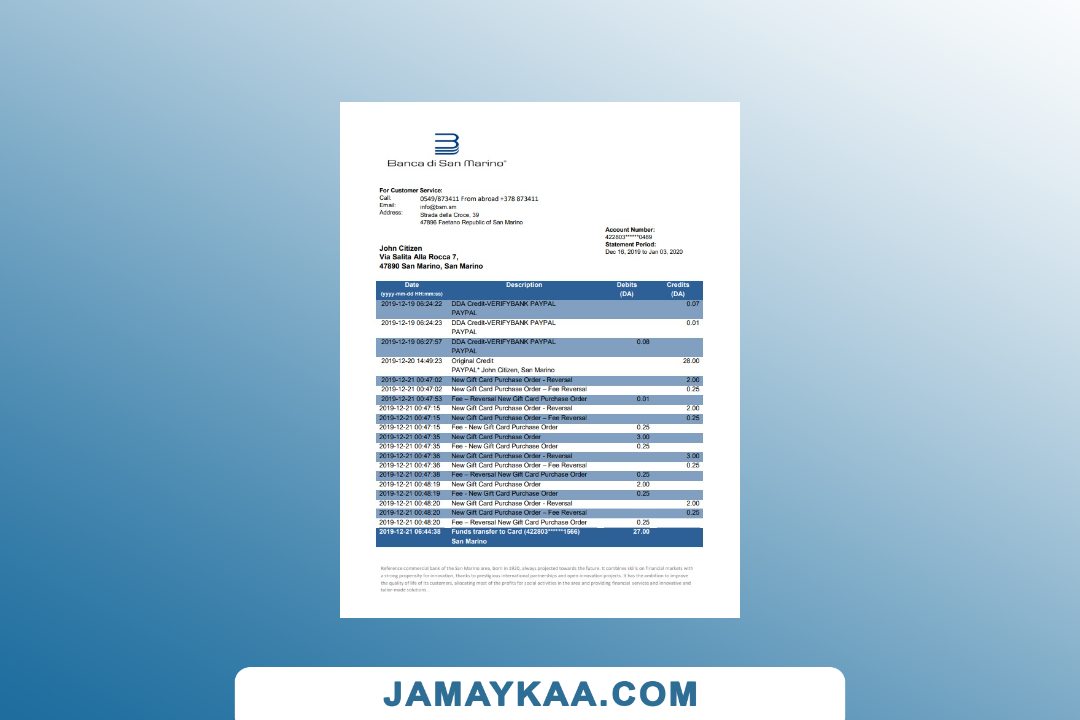 Banca di San Marino®
For Customer Service:
Call: 0549/873411 From abroad +378 873411
Email: info@bsm.sm
Address: Strada della Croce, 39
47896 Faetano Republic of San Marino
Account Number:
422803******0469
Statement Period:
Dec 16, 2019 to Jan 03, 2020
John Citizen
Via Salita Alla Rocca 7,
47890 San Marino, San Marino
Date Description Debits Credits
(yyyy-mm-dd HH:mm:ss) (DA) (DA)
2019-12-19 06:24:22 DDA Credit-VERIFYBANK PAYPAL 0.07
PAYPAL
2019-12-19 06:24:23 DDA Credit-VERIFYBANK PAYPAL 0.01
PAYPAL
2019-12-19 06:27:57 DDA Credit-VERIFYBANK PAYPAL 0.08
PAYPAL
2019-12-20 14:49:23 Original Credit 28.00
PAYPAL* John Citizen, San Marino
2019-12-21 00:47:02 New Gift Card Purchase Order - Reversal 2.00
2019-12-21 00:47:02 New Gift Card Purchase Order – Fee Reversal 0.25
2019-12-21 00:47:53 Fee – Reversal New Gift Card Purchase Order 0.01
2019-12-21 00:47:15 New Gift Card Purchase Order - Reversal 2.00
2019-12-21 00:47:15 New Gift Card Purchase Order – Fee Reversal 0.25
2019-12-21 00:47:15 Fee - New Gift Card Purchase Order 0.25
2019-12-21 00:47:35 New Gift Card Purchase Order 3.00
2019-12-21 00:47:35 Fee - New Gift Card Purchase Order 0.25
2019-12-21 00:47:36 New Gift Card Purchase Order - Reversal 3.00
2019-12-21 00:47:36 New Gift Card Purchase Order – Fee Reversal 0.25
2019-12-21 00:47:38 Fee – Reversal New Gift Card Purchase Order 0.25
2019-12-21 00:48:19 New Gift Card Purchase Order 2.00
2019-12-21 00:48:19 Fee - New Gift Card Purchase Order 0.25
2019-12-21 00:48:20 New Gift Card Purchase Order - Reversal 2.00
2019-12-21 00:48:20 New Gift Card Purchase Order – Fee Reversal 0.25
2019-12-21 00:48:20 Fee – Reversal New Gift Card Purchase Order 0.25
2019-12-21 06:44:38 Funds transfer to Card (422803******1566) 27.00
San Marino
Reference commercial bank of the San Marino area, born in 1920, always projected towards the future. It combines skills on financial markets with
a strong propensity for innovation, thanks to prestigious international partnerships and open innovation projects. It has the ambition to improve
the quality of life of its customers, allocating most of the profits for social activities in the area and providing financial services and innovative and
tailor-made solutions.
JAMAYKAA.COM